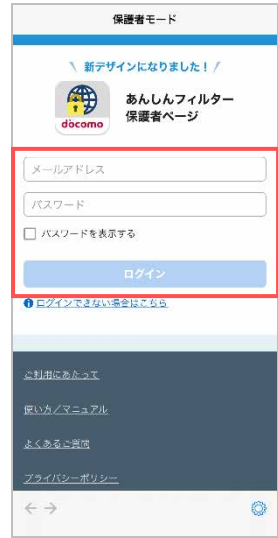 保護者モード
新デザインになりました!
docomo
あんしんフィルター
保護者ページ
メールアドレス
パスワード
パスワードを表示する
ログイン
ログインできない場合はこちら
ご利用にあたって
使い方/マニュアル
よくあるご質問
プライバシーポリシー